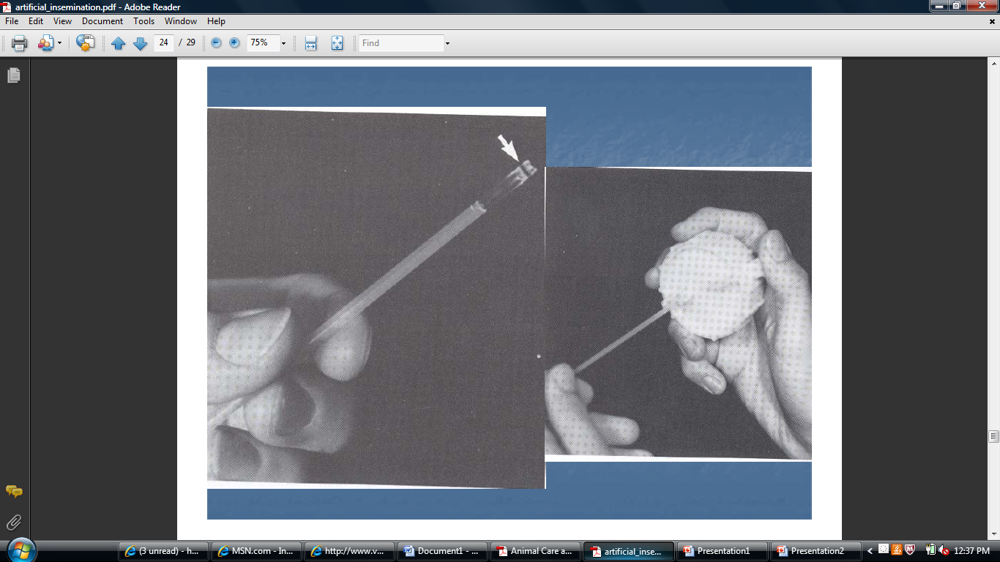 artificial_insemination.pdf - Adobe Reader
File Edit View Document Tools Window Help
24 / 29 75% Find
(3 unread) - h... MSN.com - In... http://www.v... Document1 - ... Animal Care a... artificial_inse... Presentation1 Presentation2 12:37 PM